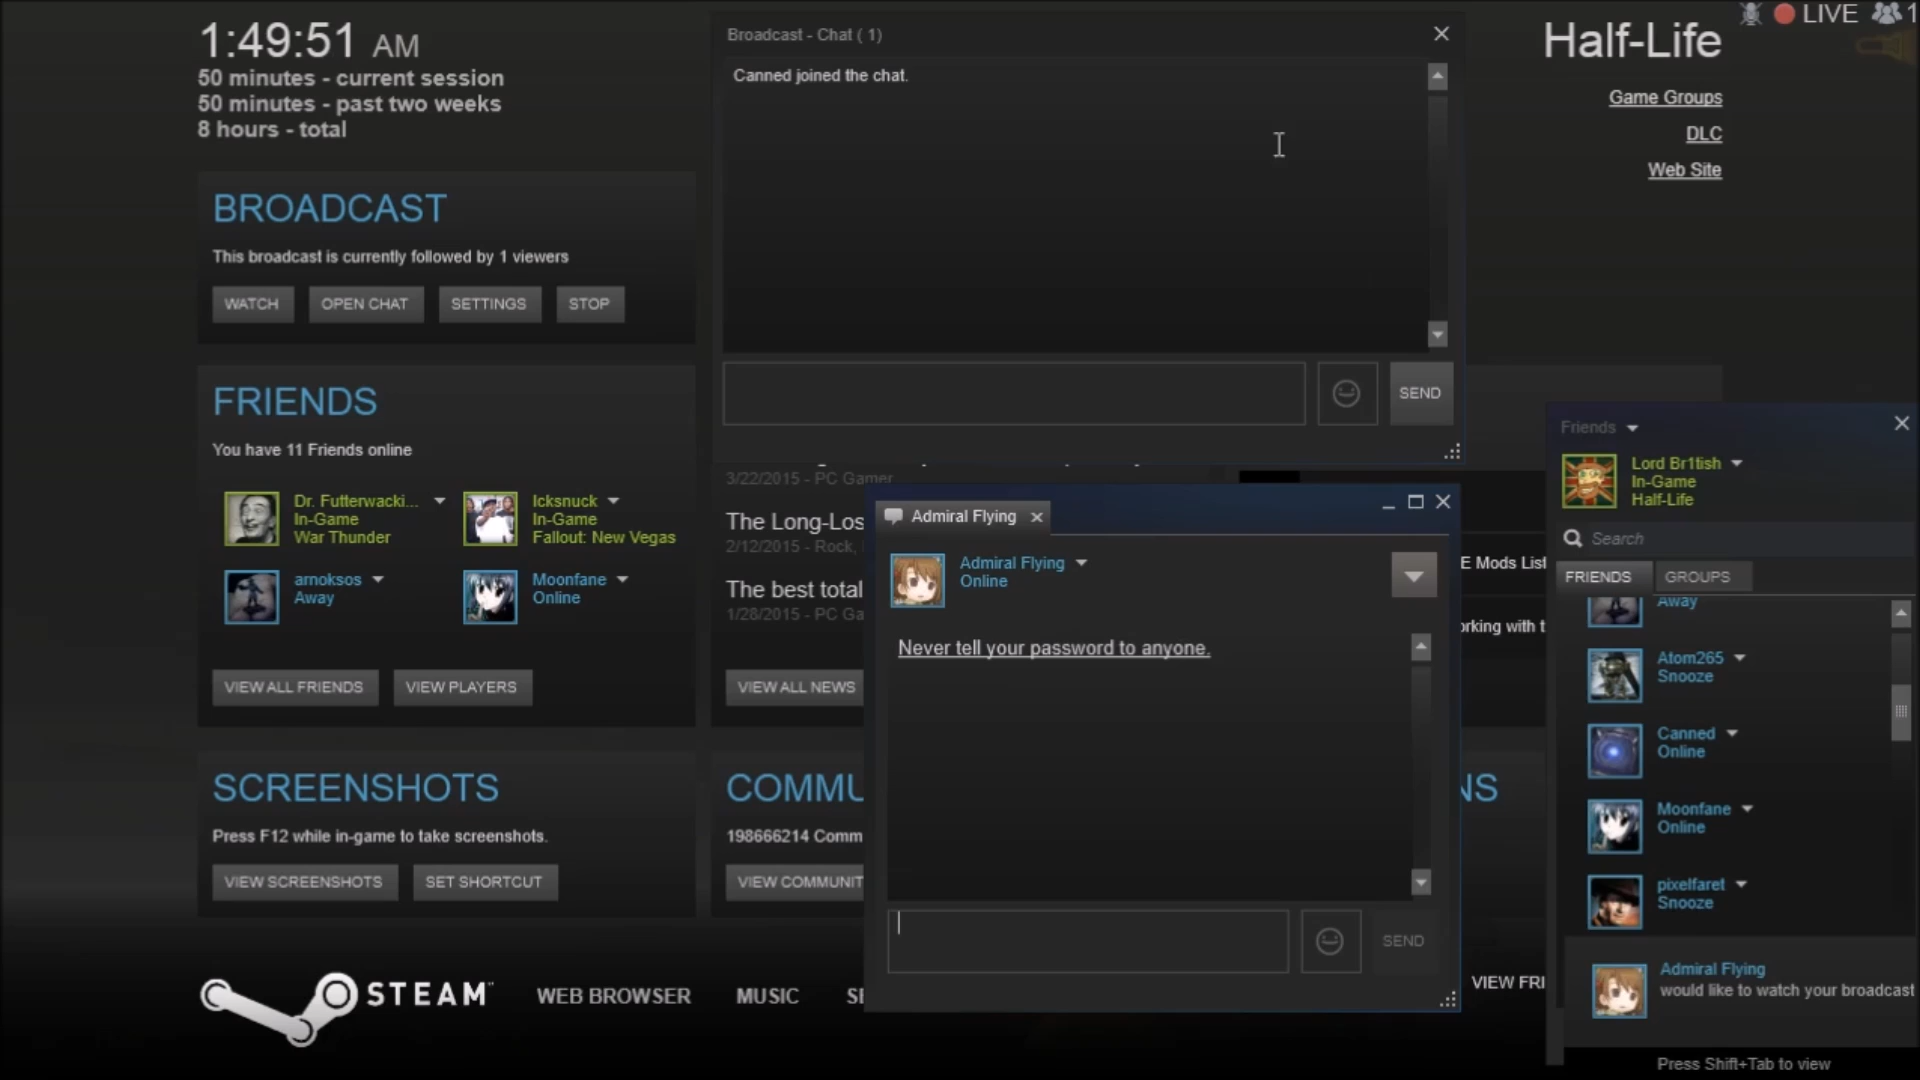 1:49:51 AM
50 minutes - current session
50 minutes - past two weeks
8 hours - total
BROADCAST
This broadcast is currently followed by 1 viewers
WATCH
OPEN CHAT
SETTINGS
STOP
FRIENDS
You have 11 Friends online
Dr. Futterwacki...
In-Game
War Thunder
Icksnuck
In-Game
Fallout: New Vegas
arnoksos
Away
Moonfane
Online
VIEW ALL FRIENDS
VIEW PLAYERS
SCREENSHOTS
Press F12 while in-game to take screenshots.
VIEW SCREENSHOTS
SET SHORTCUT
STEAM™
WEB BROWSER
MUSIC
Broadcast - Chat ( 1)
Canned joined the chat.
SEND
3/22/2015 - PC Gamer
The Long-Los
2/12/2015 - Rock,
The best total
1/28/2015 - PC Ga
VIEW ALL NEWS
COMMU
198666214 Comm
VIEW COMMUNIT
Admiral Flying
Admiral Flying
Online
Never tell your password to anyone.
SEND
LIVE
1
Half-Life
Game Groups
DLC
Web Site
E Mods List
orking with t
NS
VIEW FRI
Friends
Lord Br1tish
In-Game
Half-Life
Search
FRIENDS
GROUPS
Away
Atom265
Snooze
Canned
Online
Moonfane
Online
pixelfaret
Snooze
Admiral Flying
would like to watch your broadcast
Press Shift+Tab to view